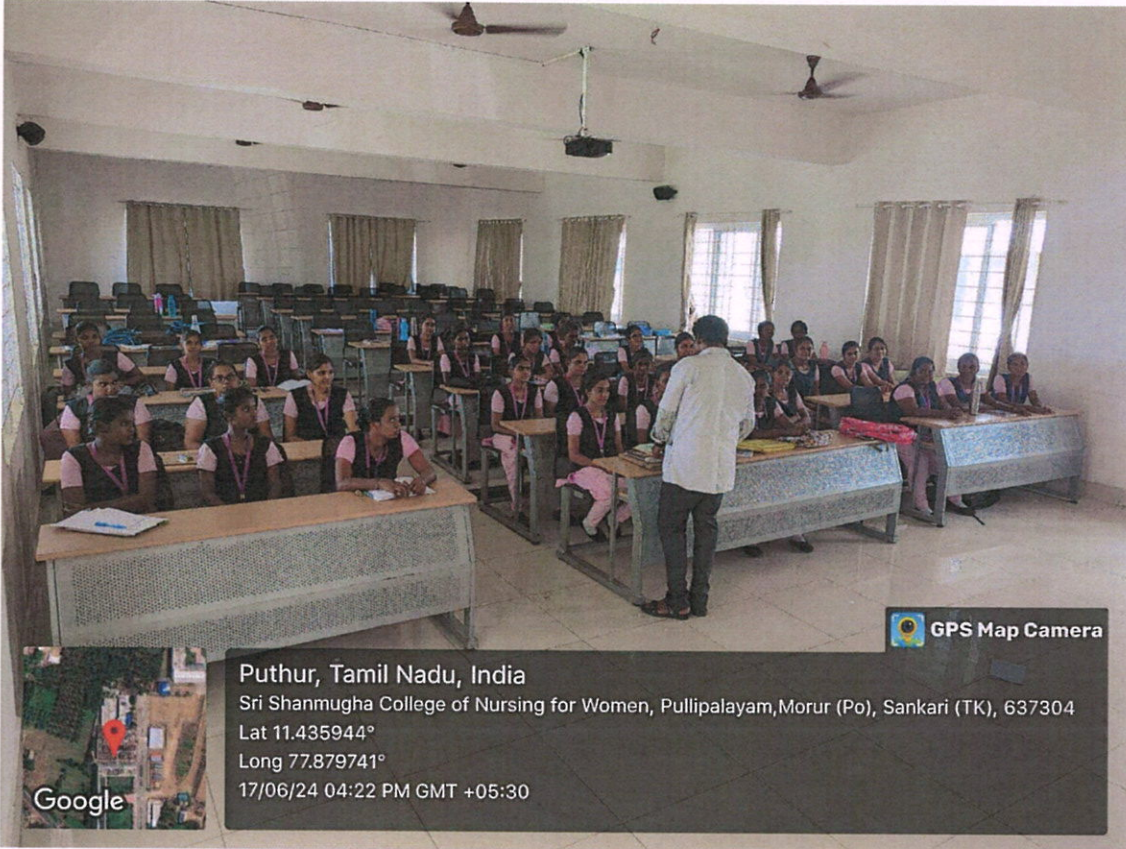 GPS Map Camera
Puthur, Tamil Nadu, India
Sri Shanmugha College of Nursing for Women, Pullipalayam,Morur (Po), Sankari (TK), 637304
Lat 11.435944°
Long 77.879741°
17/06/24 04:22 PM GMT +05:30
Google